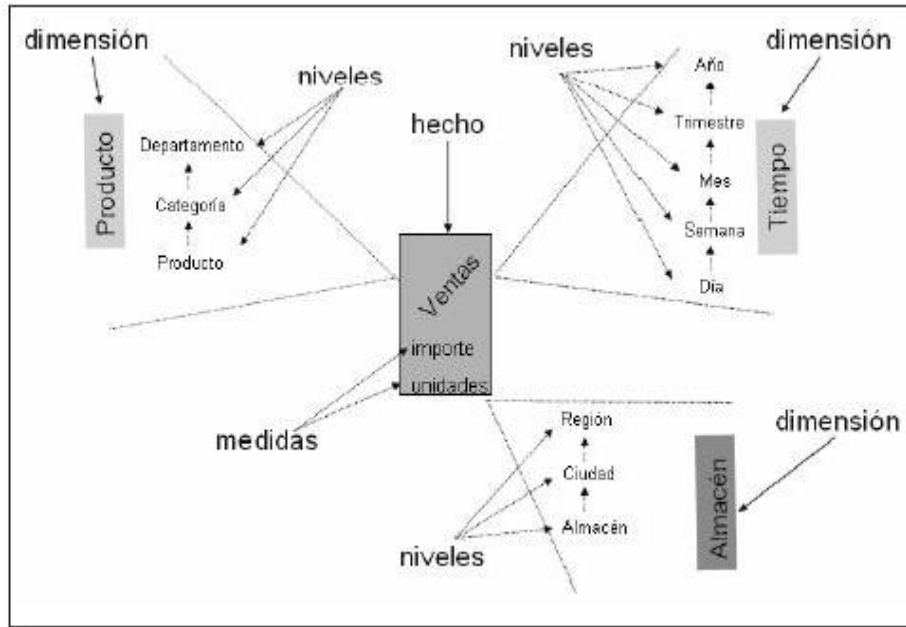 dimensión
niveles
Producto
Departamento
Categoría
Producto
hecho
niveles
dimensión
Año
Trimestre
Mes
Semana
Día
Tiempo
Ventas
importe
unidades
medidas
Región
Ciudad
Almacén
niveles
dimensión
Almacén